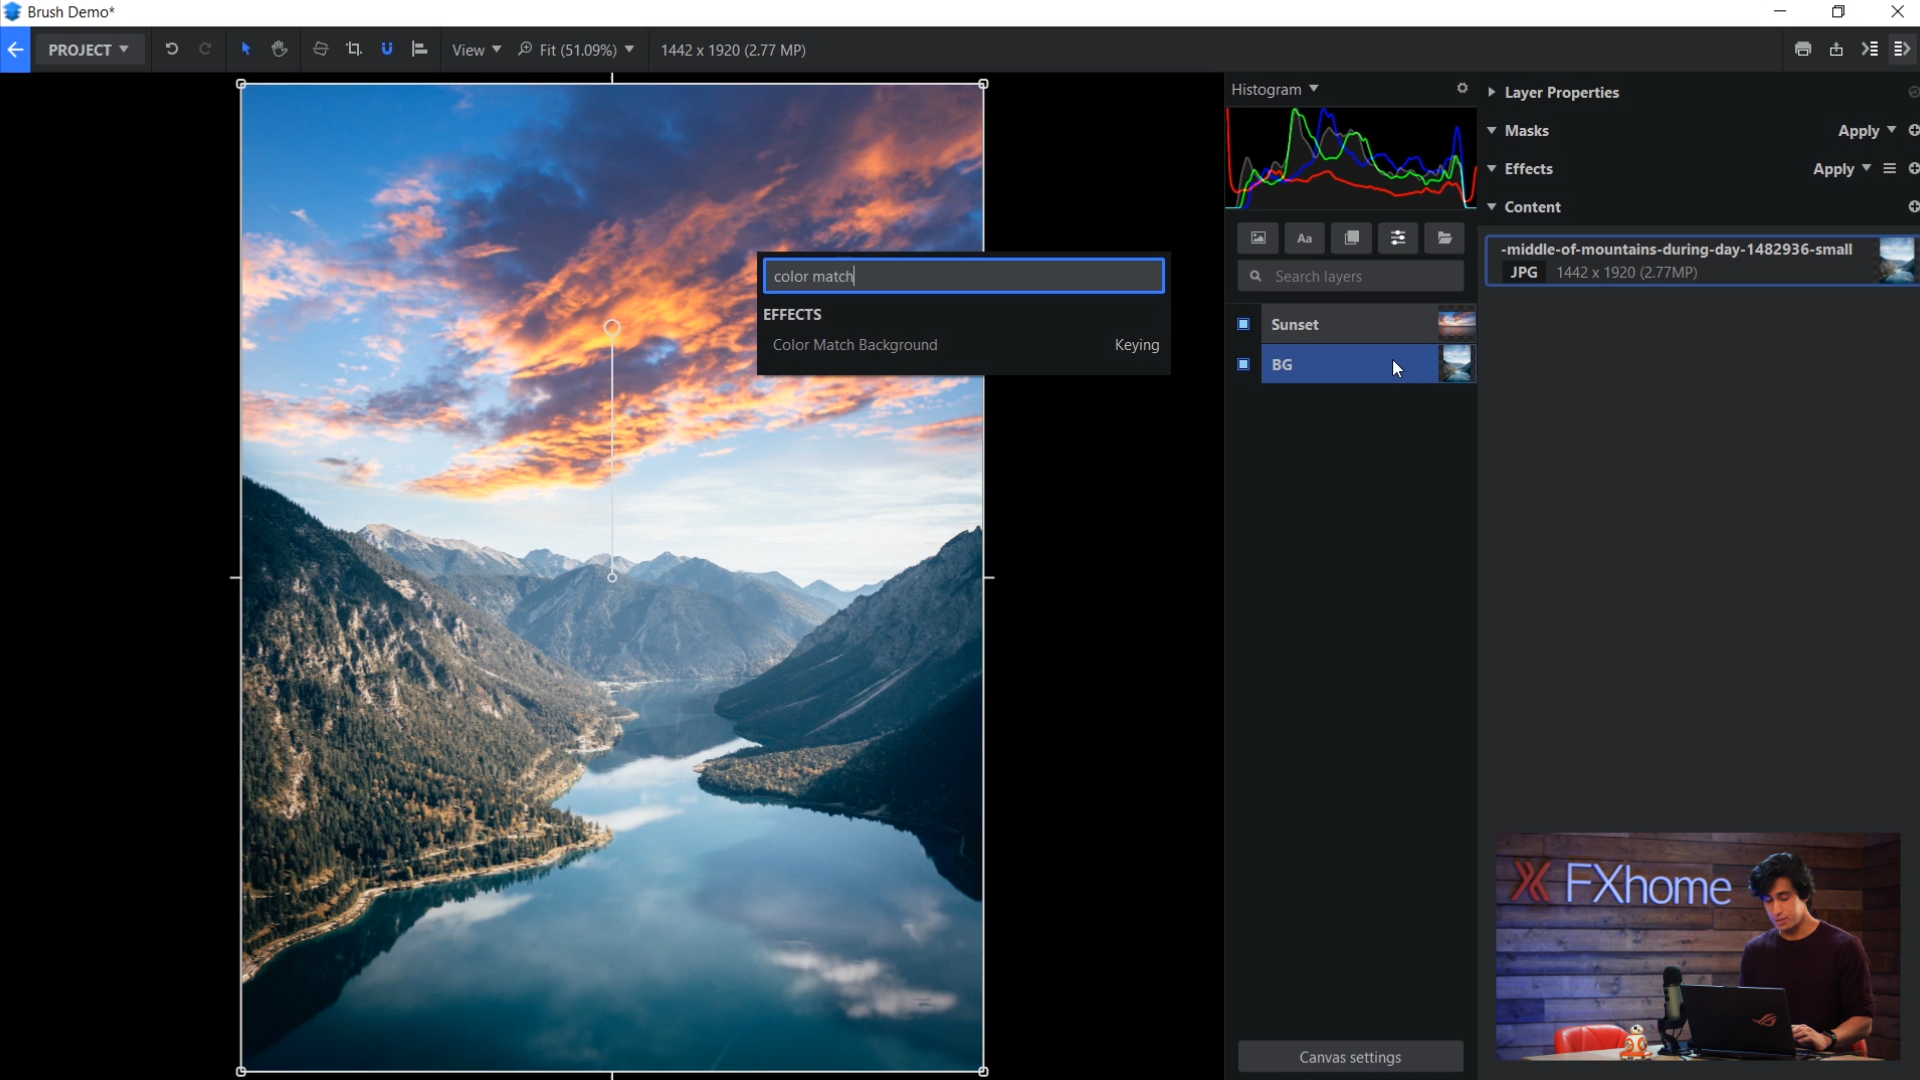 Brush Demo*
PROJECT
View
Fit (51.09%)
1442 x 1920 (2.77 MP)
Histogram
Layer Properties
Masks
Apply
Effects
Apply
Content
-middle-of-mountains-during-day-1482936-small
JPG 1442 x 1920 (2.77MP)
Aa
Search layers
Sunset
BG
color match
EFFECTS
Color Match Background Keying
FXhome
Canvas settings